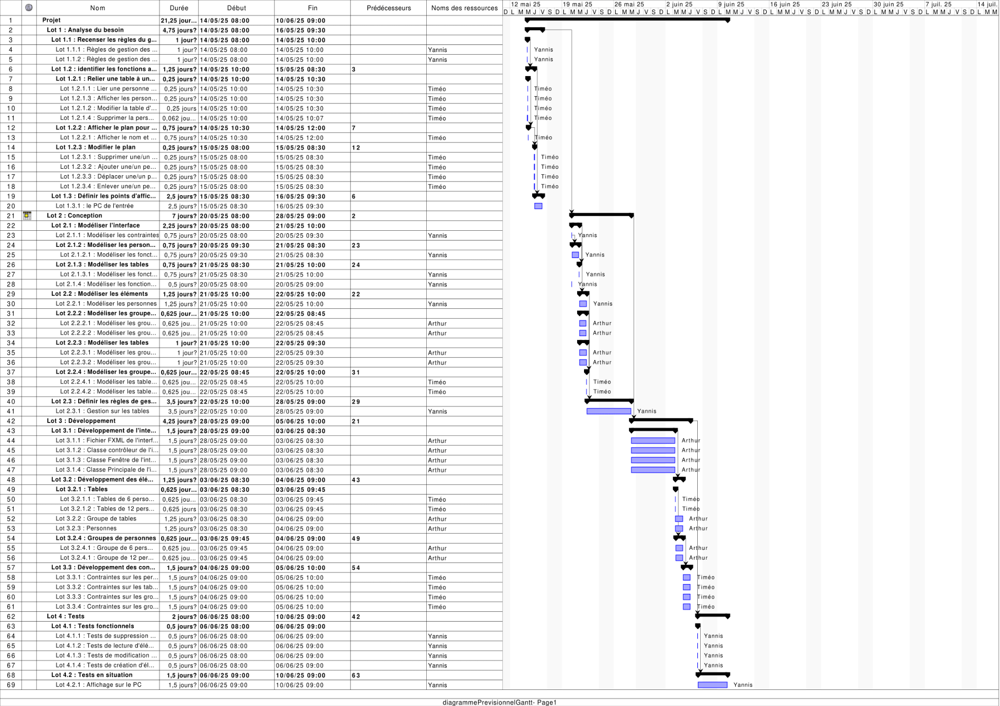 Nom Durée Début Fin Prédécesseurs Noms des ressources 12 mai 25 19 mai 25 26 mai 25 2 juin 25 9 juin 25 16 juin 25 23 juin 25 30 juin 25 7 juil. 25 14 juil.
D L M M J V S D L M M J V S D L M M J V S D L M M J V S D L M M J V S D L M M J V S D L M M J V S D L M M J V S D L M M J V S D L M M
1 Projet 21,25 jour... 14/05/25 08:00 10/06/25 09:00
2 Lot 1 : Analyse du besoin 4,75 jours? 14/05/25 08:00 16/05/25 09:30
3 Lot 1.1 : Recenser les règles du g... 1 jour? 14/05/25 08:00 14/05/25 10:00
4 Lot 1.1.1 : Règles de gestion des ... 1 jour? 14/05/25 08:00 14/05/25 10:00 Yannis Yannis
5 Lot 1.1.2 : Règles de gestion des ... 1 jour? 14/05/25 08:00 14/05/25 10:00 Yannis Yannis
6 Lot 1.2 : identifier les fonctions a... 1,25 jours? 14/05/25 10:00 15/05/25 08:30 3
7 Lot 1.2.1 : Relier une table à un... 0,25 jours? 14/05/25 10:00 14/05/25 10:30
8 Lot 1.2.1.1 : Lier une personne ... 0,25 jours? 14/05/25 10:00 14/05/25 10:30 Timéo Timéo
9 Lot 1.2.1.3 : Afficher les person... 0,25 jours? 14/05/25 10:00 14/05/25 10:30 Timéo Timéo
10 Lot 1.2.1.2 : Modifier la table d'... 0,25 jours 14/05/25 10:00 14/05/25 10:30 Timéo Timéo
11 Lot 1.2.1.4 : Supprimer la pers... 0,062 jou... 14/05/25 10:00 14/05/25 10:07 Timéo Timéo
12 Lot 1.2.2 : Afficher le plan pour ... 0,75 jours? 14/05/25 10:30 14/05/25 12:00 7
13 Lot 1.2.2.1 : Afficher le nom et ... 0,75 jours? 14/05/25 10:30 14/05/25 12:00 Timéo Timéo
14 Lot 1.2.3 : Modifier le plan 0,25 jours? 15/05/25 08:00 15/05/25 08:30 12
15 Lot 1.2.3.1 : Supprimer une/un ... 0,25 jours? 15/05/25 08:00 15/05/25 08:30 Timéo Timéo
16 Lot 1.2.3.2 : Ajouter une/un pe... 0,25 jours? 15/05/25 08:00 15/05/25 08:30 Timéo Timéo
17 Lot 1.2.3.3 : Déplacer une/un p... 0,25 jours? 15/05/25 08:00 15/05/25 08:30 Timéo Timéo
18 Lot 1.2.3.4 : Enlever une/un pe... 0,25 jours? 15/05/25 08:00 15/05/25 08:30 Timéo Timéo
19 Lot 1.3 : Définir les points d'affic... 2,5 jours? 15/05/25 08:30 16/05/25 09:30 6
20 Lot 1.3.1 : le PC de l'entrée 2,5 jours? 15/05/25 08:30 16/05/25 09:30
21 Lot 2 : Conception 7 jours? 20/05/25 08:00 28/05/25 09:00 2
22 Lot 2.1 : Modéliser l'interface 2,25 jours? 20/05/25 08:00 21/05/25 10:00
23 Lot 2.1.1 : Modéliser les contraintes 0,75 jours? 20/05/25 08:00 20/05/25 09:30 Yannis Yannis
24 Lot 2.1.2 : Modéliser les person... 0,75 jours? 20/05/25 09:30 21/05/25 08:30 23
25 Lot 2.1.2.1 : Modéliser les fonct... 0,75 jours? 20/05/25 09:30 21/05/25 08:30 Yannis Yannis
26 Lot 2.1.3 : Modéliser les tables 0,75 jours? 21/05/25 08:30 21/05/25 10:00 24
27 Lot 2.1.3.1 : Modéliser les fonct... 0,75 jours? 21/05/25 08:30 21/05/25 10:00 Yannis Yannis
28 Lot 2.1.4 : Modéliser les fonction... 0,5 jours? 20/05/25 08:00 20/05/25 09:00 Yannis Yannis
29 Lot 2.2 : Modéliser les éléments 1,25 jours? 21/05/25 10:00 22/05/25 10:00 22
30 Lot 2.2.1 : Modéliser les personnes 1,25 jours? 21/05/25 10:00 22/05/25 10:00 Yannis Yannis
31 Lot 2.2.2 : Modéliser les groupe... 0,625 jour... 21/05/25 10:00 22/05/25 08:45
32 Lot 2.2.2.1 : Modéliser les grou... 0,625 jou... 21/05/25 10:00 22/05/25 08:45 Arthur Arthur
33 Lot 2.2.2.2 : Modéliser les grou... 0,625 jou... 21/05/25 10:00 22/05/25 08:45 Arthur Arthur
34 Lot 2.2.3 : Modéliser les tables 1 jour? 21/05/25 10:00 22/05/25 09:30
35 Lot 2.2.3.1 : Modéliser les grou... 1 jour? 21/05/25 10:00 22/05/25 09:30 Arthur Arthur
36 Lot 2.2.3.2 : Modéliser les grou... 1 jour? 21/05/25 10:00 22/05/25 09:30 Arthur Arthur
37 Lot 2.2.4 : Modéliser les groupe... 0,625 jour... 22/05/25 08:45 22/05/25 10:00 31
38 Lot 2.2.4.1 : Modéliser les table... 0,625 jou... 22/05/25 08:45 22/05/25 10:00 Timéo Timéo
39 Lot 2.2.4.2 : Modéliser les table... 0,625 jou... 22/05/25 08:45 22/05/25 10:00 Timéo Timéo
40 Lot 2.3 : Définir les règles de ges... 3,5 jours? 22/05/25 10:00 28/05/25 09:00 29
41 Lot 2.3.1 : Gestion sur les tables 3,5 jours? 22/05/25 10:00 28/05/25 09:00 Yannis Yannis
42 Lot 3 : Développement 4,25 jours? 28/05/25 09:00 05/06/25 10:00 21
43 Lot 3.1 : Développement de l'inte... 1,5 jours? 28/05/25 09:00 03/06/25 08:30
44 Lot 3.1.1 : Fichier FXML de l'interf... 1,5 jours? 28/05/25 09:00 03/06/25 08:30 Arthur Arthur
45 Lot 3.1.2 : Classe contrôleur de l'i... 1,5 jours? 28/05/25 09:00 03/06/25 08:30 Arthur Arthur
46 Lot 3.1.3 : Classe Fenêtre de l'int... 1,5 jours? 28/05/25 09:00 03/06/25 08:30 Arthur Arthur
47 Lot 3.1.4 : Classe Principale de l'i... 1,5 jours? 28/05/25 09:00 03/06/25 08:30 Arthur Arthur
48 Lot 3.2 : Développement des élé... 1,25 jours? 03/06/25 08:30 04/06/25 09:00 43
49 Lot 3.2.1 : Tables 0,625 jour... 03/06/25 08:30 03/06/25 09:45
50 Lot 3.2.1.1 : Tables de 6 perso... 0,625 jou... 03/06/25 08:30 03/06/25 09:45 Timéo Timéo
51 Lot 3.2.1.2 : Tables de 12 pers... 0,625 jours 03/06/25 08:30 03/06/25 09:45 Timéo Timéo
52 Lot 3.2.2 : Groupe de tables 1,25 jours? 03/06/25 08:30 04/06/25 09:00 Arthur Arthur
53 Lot 3.2.3 : Personnes 1,25 jours? 03/06/25 08:30 04/06/25 09:00 Arthur Arthur
54 Lot 3.2.4 : Groupes de personnes 0,625 jour... 03/06/25 09:45 04/06/25 09:00 49
55 Lot 3.2.4.1 : Groupe de 6 pers... 0,625 jou... 03/06/25 09:45 04/06/25 09:00 Arthur Arthur
56 Lot 3.2.4.1 : Groupe de 12 per... 0,625 jou... 03/06/25 09:45 04/06/25 09:00 Arthur Arthur
57 Lot 3.3 : Développement des con... 1,5 jours? 04/06/25 09:00 05/06/25 10:00 54
58 Lot 3.3.1 : Contraintes sur les per... 1,5 jours? 04/06/25 09:00 05/06/25 10:00 Timéo Timéo
59 Lot 3.3.2 : Contraintes sur les tab... 1,5 jours? 04/06/25 09:00 05/06/25 10:00 Timéo Timéo
60 Lot 3.3.3 : Contraintes sur les gro... 1,5 jours? 04/06/25 09:00 05/06/25 10:00 Timéo Timéo
61 Lot 3.3.4 : Contraintes sur les gro... 1,5 jours? 04/06/25 09:00 05/06/25 10:00 Timéo Timéo
62 Lot 4 : Tests 2 jours? 06/06/25 08:00 10/06/25 09:00 42
63 Lot 4.1 : Tests fonctionnels 0,5 jours? 06/06/25 08:00 06/06/25 09:00
64 Lot 4.1.1 : Tests de suppression ... 0,5 jours? 06/06/25 08:00 06/06/25 09:00 Yannis Yannis
65 Lot 4.1.2 : Tests de lecture d'élé... 0,5 jours? 06/06/25 08:00 06/06/25 09:00 Yannis Yannis
66 Lot 4.1.3 : Tests de modification ... 0,5 jours? 06/06/25 08:00 06/06/25 09:00 Yannis Yannis
67 Lot 4.1.4 : Tests de création d'él... 0,5 jours? 06/06/25 08:00 06/06/25 09:00 Yannis Yannis
68 Lot 4.2 : Tests en situation 1,5 jours? 06/06/25 09:00 10/06/25 09:00 63
69 Lot 4.2.1 : Affichage sur le PC 1,5 jours? 06/06/25 09:00 10/06/25 09:00 Yannis Yannis
diagrammePrevisionnelGantt- Page1